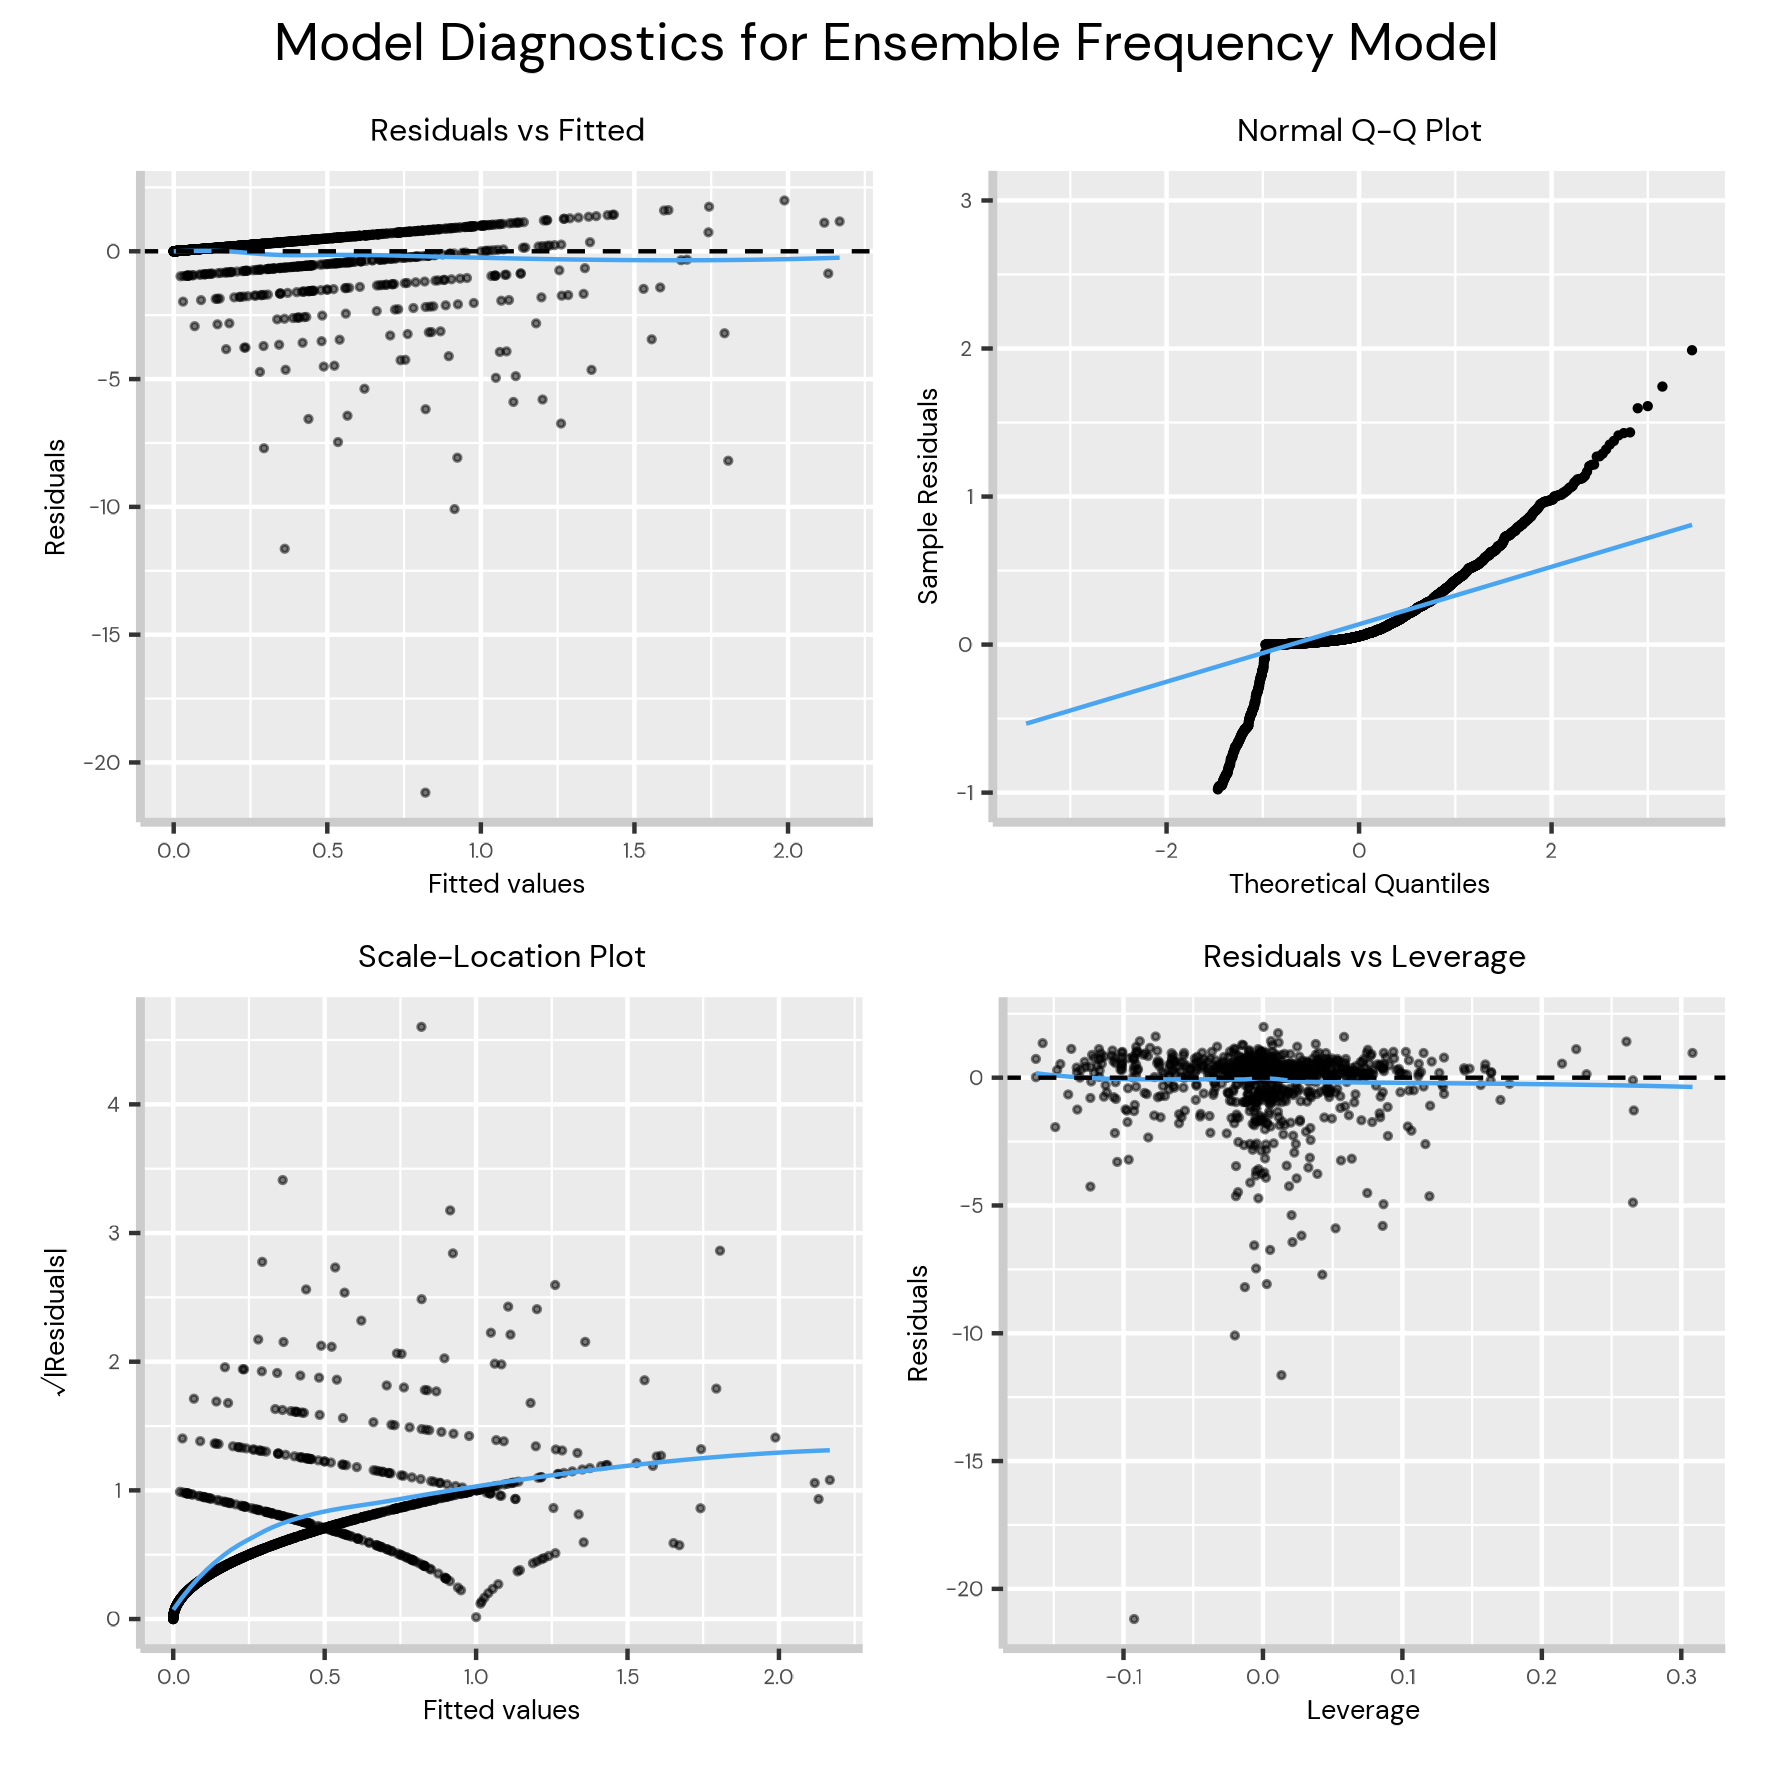 Model Diagnostics for Ensemble Frequency Model
Residuals vs Fitted
0
−5
−10
−15
−20
Residuals
0.0 0.5 1.0 1.5 2.0
Fitted values
Normal Q−Q Plot
3
2
1
0
−1
Sample Residuals
−2 0 2
Theoretical Quantiles
Scale−Location Plot
4
3
2
1
0
√|Residuals|
0.0 0.5 1.0 1.5 2.0
Fitted values
Residuals vs Leverage
0
−5
−10
−15
−20
Residuals
−0.1 0.0 0.1 0.2 0.3
Leverage